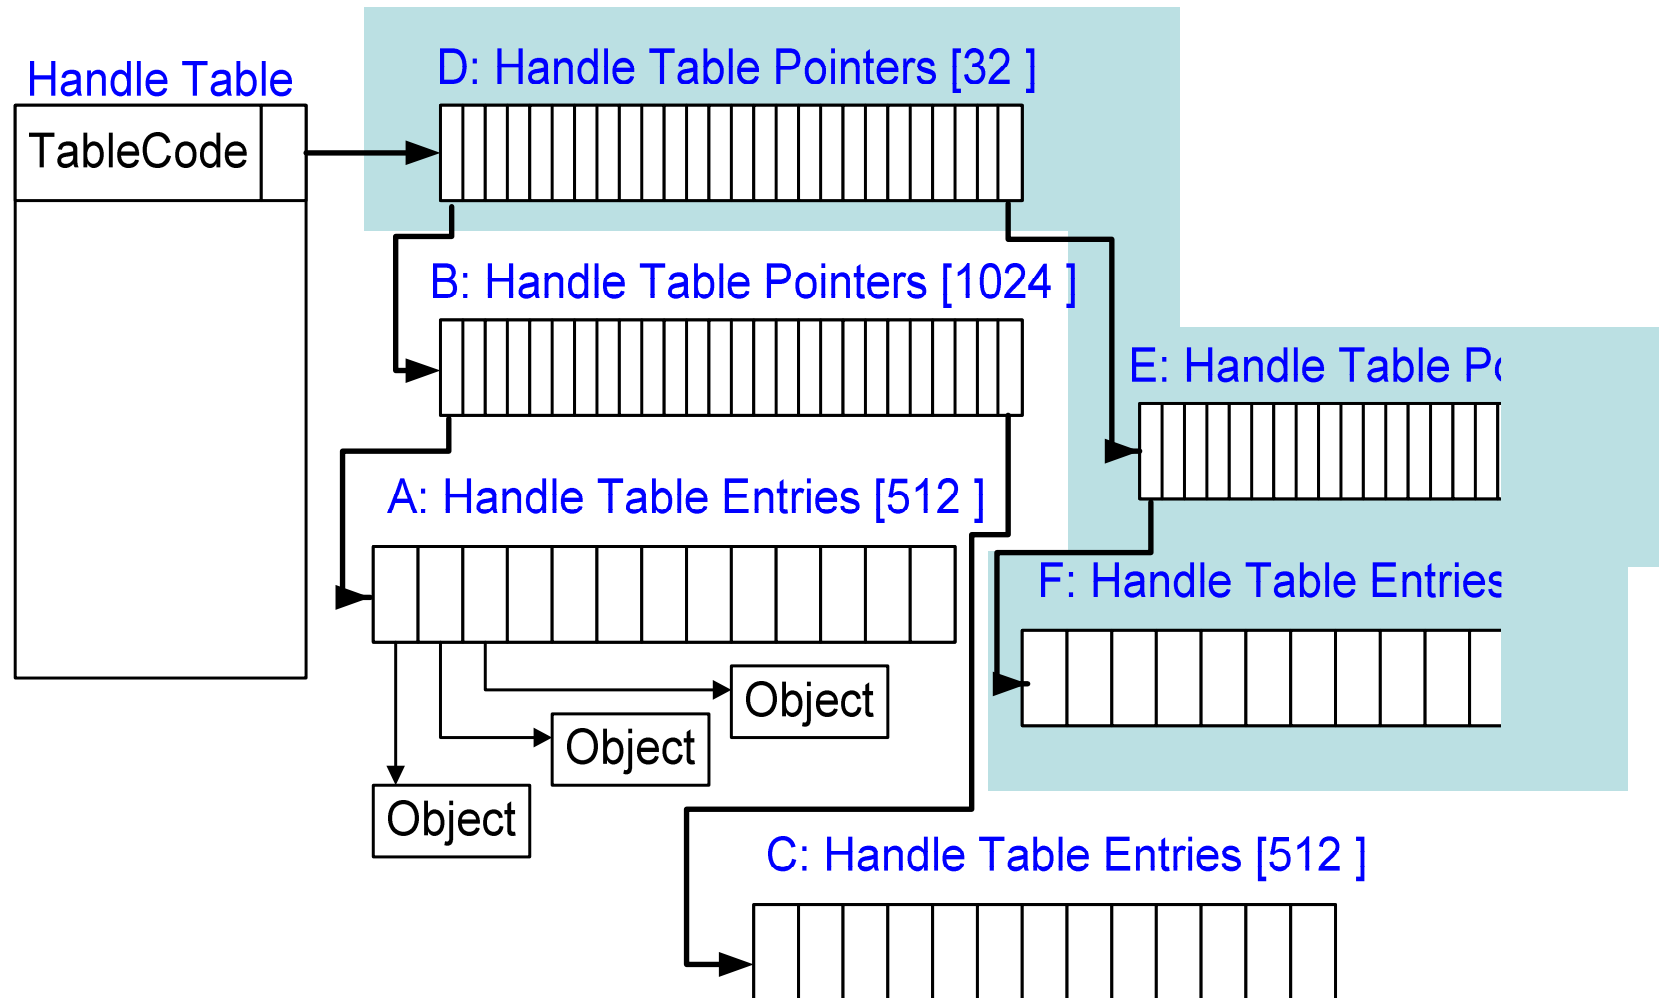 Handle Table
TableCode
D: Handle Table Pointers [32 ]
B: Handle Table Pointers [1024 ]
E: Handle Table
A: Handle Table Entries [512 ]
F: Handle Table Entries
Object
Object
Object
C: Handle Table Entries [512 ]